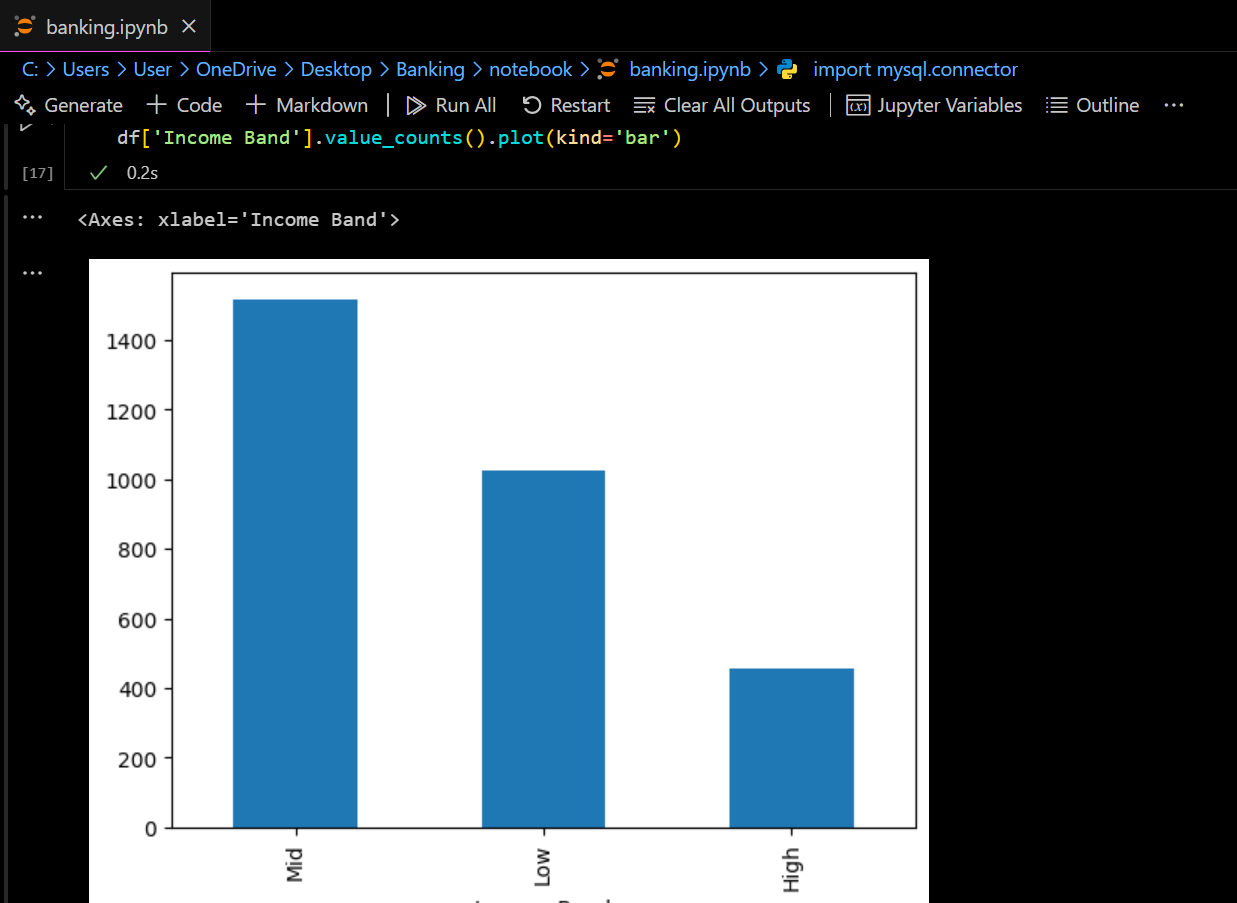 banking.ipynb
C: > Users > User > OneDrive > Desktop > Banking > notebook > banking.ipynb > import mysql.connector
Generate + Code + Markdown | Run All Restart Clear All Outputs | Jupyter Variables Outline ...
df['Income Band'].value_counts().plot(kind='bar')
[17] 0.2s
<Axes: xlabel='Income Band'>
1400
1200
1000
800
600
400
200
0
Mid Low High